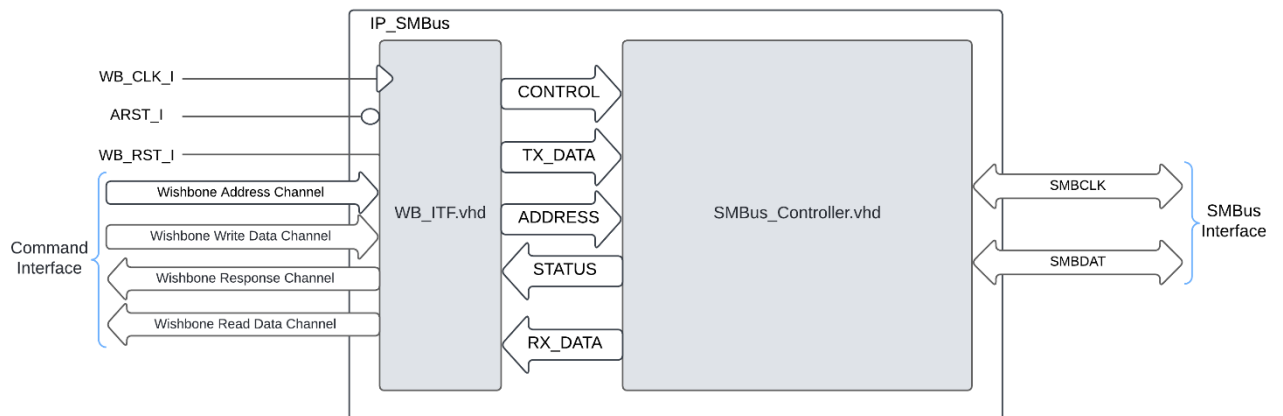 IP_SMBus
WB_CLK_I
ARST_I
WB_RST_I
Wishbone Address Channel
Wishbone Write Data Channel
Wishbone Response Channel
Wishbone Read Data Channel
Command
Interface
WB_ITF.vhd
CONTROL
TX_DATA
ADDRESS
STATUS
RX_DATA
SMBus_Controller.vhd
SMBCLK
SMBDAT
SMBus
Interface